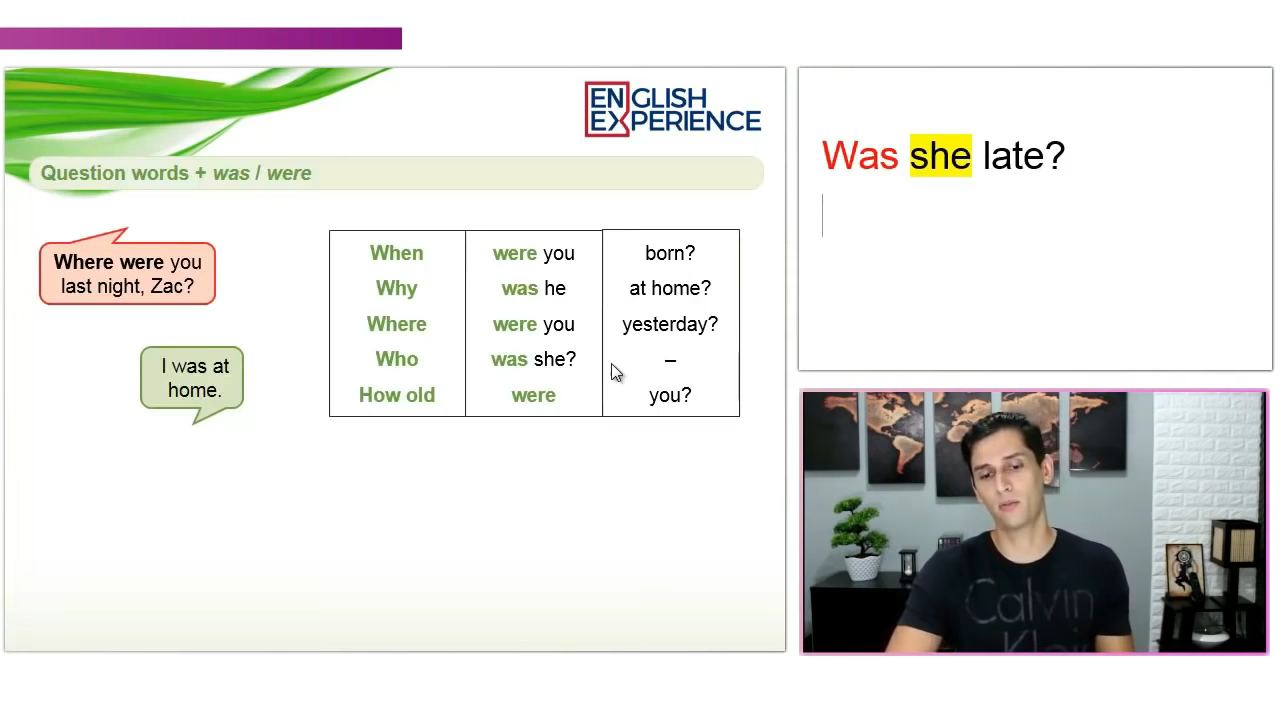 ENGLISH
EXPERIENCE
Question words + was / were
Where were you
last night, Zac?
I was at
home.
When were you born?
Why was he at home?
Where were you yesterday?
Who was she? –
How old were you?
Was she late?
Calvin
Klein